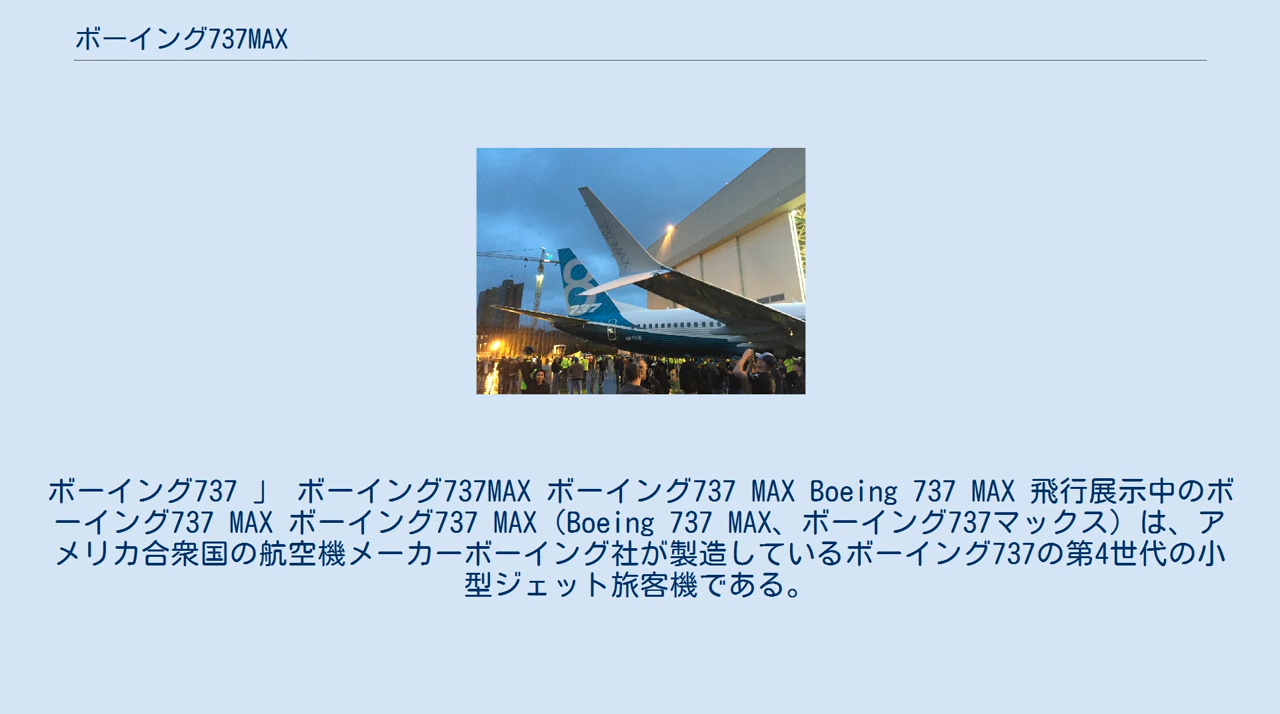 ボーイング737MAX
737 MAX
8
737
ボーイング737 」 ボーイング737MAX ボーイング737 MAX Boeing 737 MAX 飛行展示中のボ
ーイング737 MAX ボーイング737 MAX（Boeing 737 MAX、ボーイング737マックス）は、ア
メリカ合衆国の航空機メーカーボーイング社が製造しているボーイング737の第4世代の小
型ジェット旅客機である。